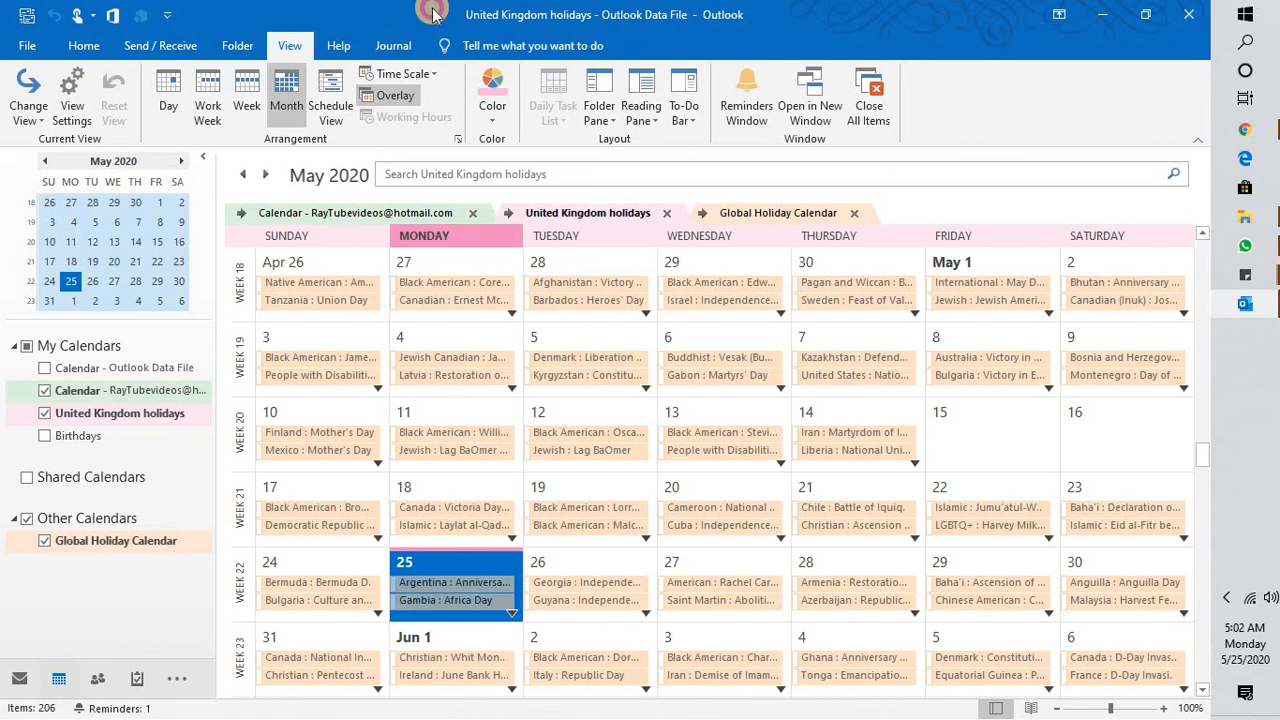 United Kingdom holidays - Outlook Data File - Outlook
File Home Send / Receive Folder View Help Journal Tell me what you want to do
Change View View Settings Reset View
Day Work Week Week Month Schedule View
Time Scale
Overlay
Working Hours
Color
Daily Task List Folder Pane Reading Pane To-Do Bar
Reminders Window Open in New Window Close All Items
Current View Arrangement Color Layout Window
May 2020
SU MO TU WE TH FR SA
18 26 27 28 29 30 1 2
19 3 4 5 6 7 8 9
20 10 11 12 13 14 15 16
21 17 18 19 20 21 22 23
22 24 25 26 27 28 29 30
23 31 1 2 3 4 5 6
My Calendars
Calendar - Outlook Data File
Calendar - RayTubevideos@h...
United Kingdom holidays
Birthdays
Shared Calendars
Other Calendars
Global Holiday Calendar
May 2020 Search United Kingdom holidays
Calendar - RayTubevideos@hotmail.com United Kingdom holidays Global Holiday Calendar
SUNDAY MONDAY TUESDAY WEDNESDAY THURSDAY FRIDAY SATURDAY
WEEK 18
Apr 26 27 28 29 30 May 1 2
Native American : Am... Black American : Core... Afghanistan : Victory ... Black American : Edw... Pagan and Wiccan : B... International : May D... Bhutan : Anniversary ...
Tanzania : Union Day Canadian : Ernest Mc... Barbados : Heroes' Day Israel : Independence... Sweden : Feast of Val... Jewish : Jewish Ameri... Canadian (Inuk) : Jos...
WEEK 19
3 4 5 6 7 8 9
Black American : Jame... Jewish Canadian : Ja... Denmark : Liberation ... Buddhist : Vesak (Bu... Kazakhstan : Defend... Australia : Victory in ... Bosnia and Herzegov...
People with Disabiliti... Latvia : Restoration o... Kyrgyzstan : Constitu... Gabon : Martyrs' Day United States : Natio... Bulgaria : Victory in E... Montenegro : Day of ...
WEEK 20
10 11 12 13 14 15 16
Finland : Mother's Day Black American : Willi... Black American : Osca... Black American : Stevi... Iran : Martyrdom of I...
Mexico : Mother's Day Jewish : Lag BaOmer ... Jewish : Lag BaOmer People with Disabiliti... Liberia : National Uni...
WEEK 21
17 18 19 20 21 22 23
Black American : Bro... Canada : Victoria Day... Black American : Lorr... Cameroon : National ... Chile : Battle of Iquiq. Islamic : Jumu'atul-W... Baha'i : Declaration o...
Democratic Republic ... Islamic : Laylat al-Qad... Black American : Malc... Cuba : Independence... Christian : Ascension ... LGBTQ+ : Harvey Milk... Islamic : Eid al-Fitr be...
WEEK 22
24 25 26 27 28 29 30
Bermuda : Bermuda D. Argentina : Anniversa... Georgia : Independe... American : Rachel Car... Armenia : Restoratio... Baha'i : Ascension of ... Anguilla : Anguilla Day
Bulgaria : Culture an... Gambia : Africa Day Guyana : Independe... Saint Martin : Aboliti... Azerbaijan : Republic... Chinese American : C... Malaysia : Harvest Fe...
WEEK 23
31 Jun 1 2 3 4 5 6
Canada : National In... Christian : Whit Mon... Black American : Dor... Black American : Char... Ghana : Anniversary ... Denmark : Constituti... Canada : D-Day Invas.
Christian : Pentecost ... Ireland : June Bank H... Italy : Republic Day Iran : Demise of Imam... Tonga : Emancipatio... Equatorial Guinea : P... France : D-Day Invasi.
5:02 AM
Monday
5/25/2020
Items: 206 Reminders: 1 100%